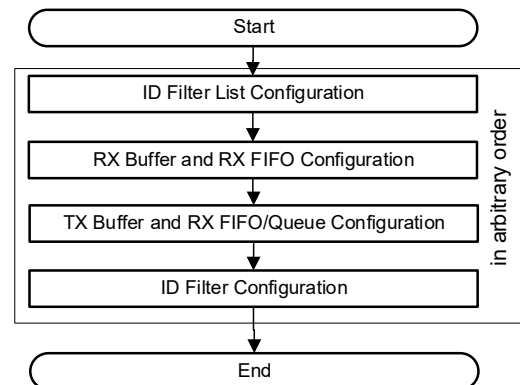 Start
ID Filter List Configuration
RX Buffer and RX FIFO Configuration
TX Buffer and RX FIFO/Queue Configuration
ID Filter Configuration
in arbitrary order
End